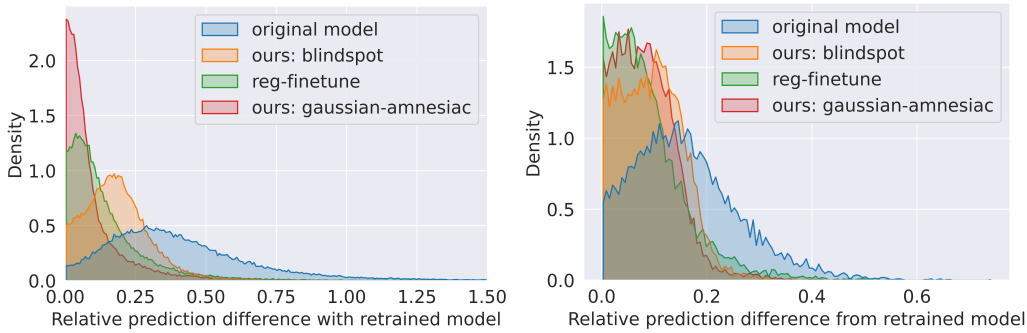 original model
ours: blindspot
reg-finetune
ours: gaussian-amnesiac
Density
2.0
1.5
1.0
0.5
0.0
0.00 0.25 0.50 0.75 1.00 1.25 1.50
Relative prediction difference with retrained model
original model
ours: blindspot
reg-finetune
ours: gaussian-amnesiac
Density
1.5
1.0
0.5
0.0
0.0 0.2 0.4 0.6
Relative prediction difference from retrained model